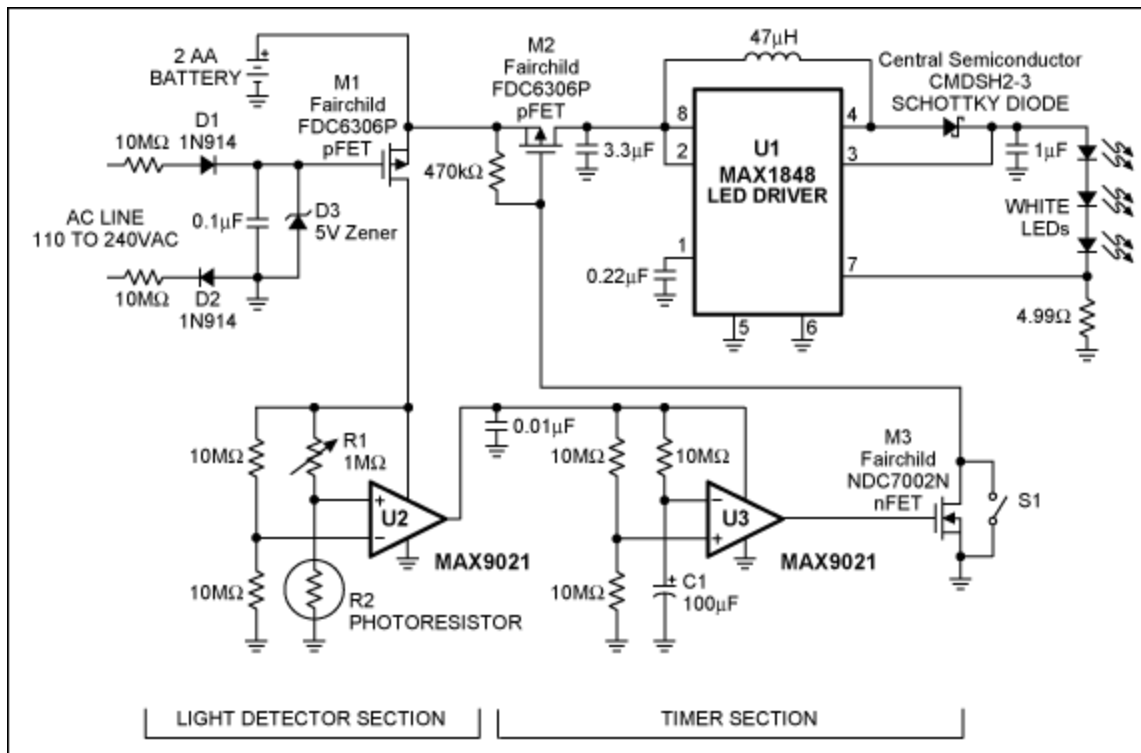 2 AA
BATTERY
+
M1
Fairchild
FDC6306P
pFET
D1
1N914
10MΩ
AC LINE
110 TO 240VAC
0.1µF
D3
5V Zener
10MΩ
D2
1N914
M2
Fairchild
FDC6306P
pFET
470kΩ
3.3µF
47µH
8
2
1
4
3
7
5
6
U1
MAX1848
LED DRIVER
0.22µF
Central Semiconductor
CMDSH2-3
SCHOTTKY DIODE
1µF
WHITE
LEDs
4.99Ω
10MΩ
R1
1MΩ
+
U2
−
MAX9021
10MΩ
R2
PHOTORESISTOR
0.01µF
10MΩ
10MΩ
−
U3
+
MAX9021
10MΩ
+
C1
100µF
M3
Fairchild
NDC7002N
nFET
S1
LIGHT DETECTOR SECTION
TIMER SECTION